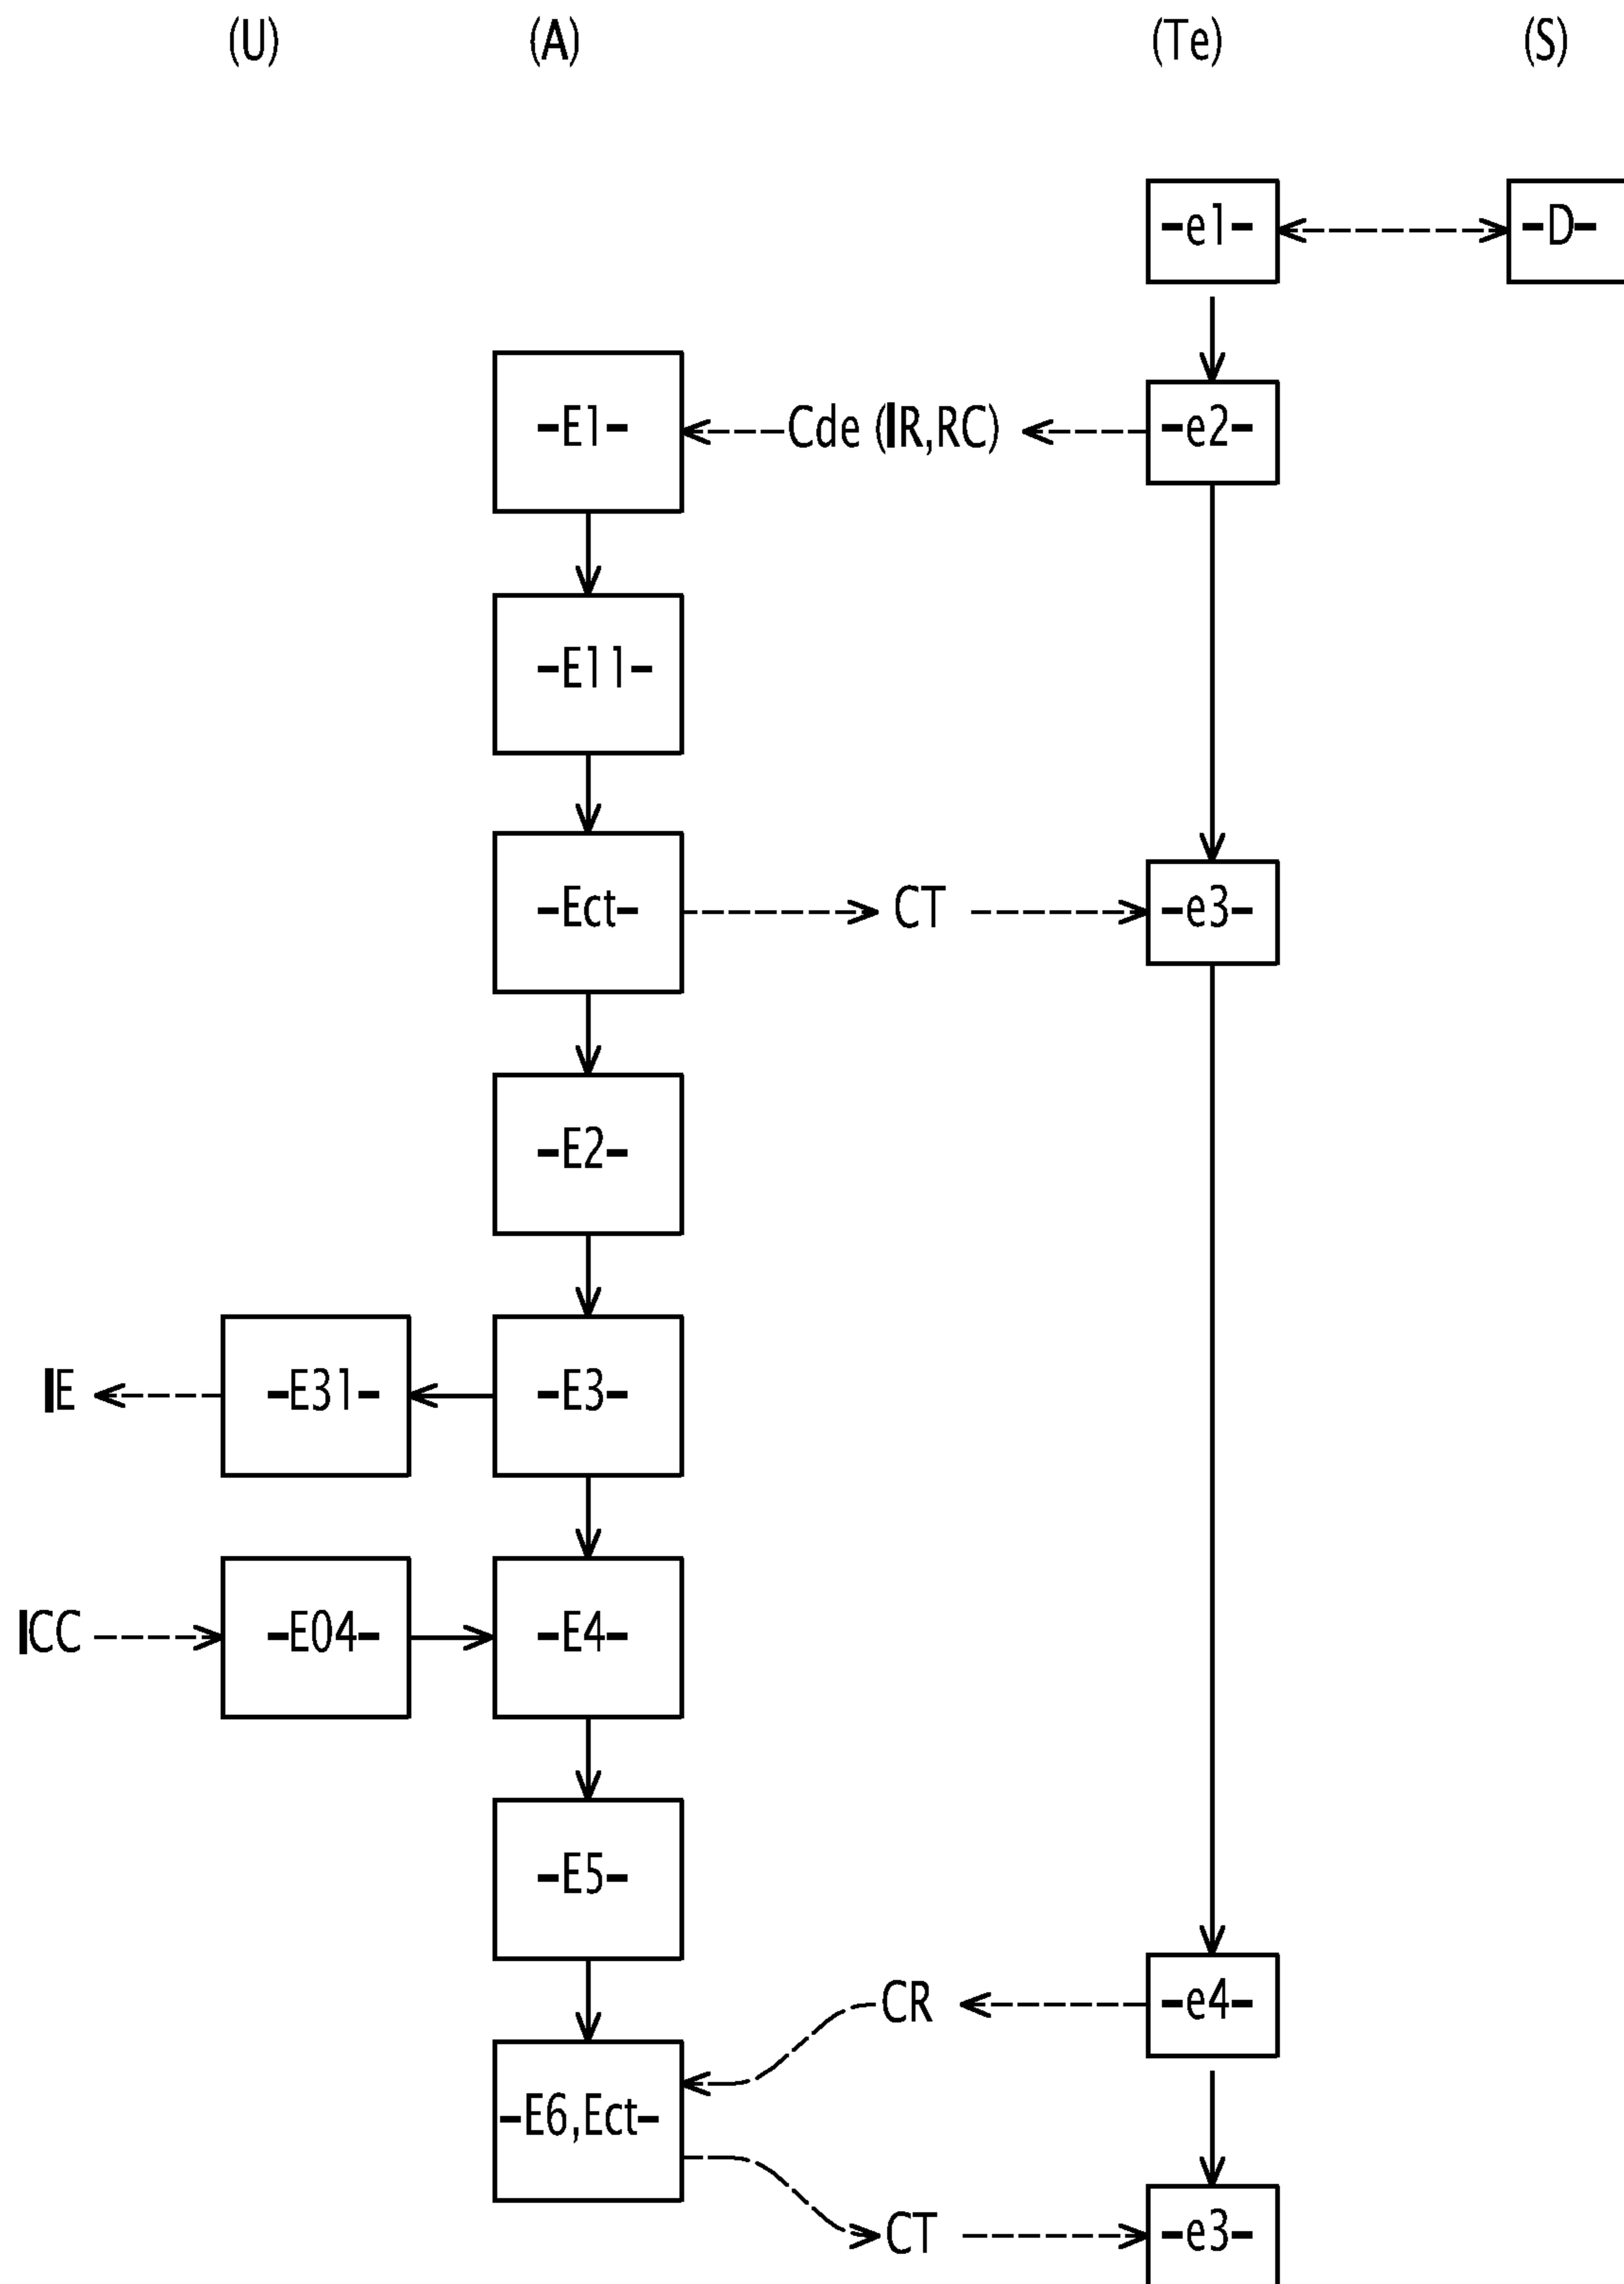 (U) (A) (Te) (S)
-e1- -D-
-E1- Cde (IR,RC) -e2-
-E11-
-Ect- CT -e3-
-E2-
IE -E31- -E3-
ICC -E04- -E4-
-E5-
CR -e4-
-E6,Ect-
CT -e3-